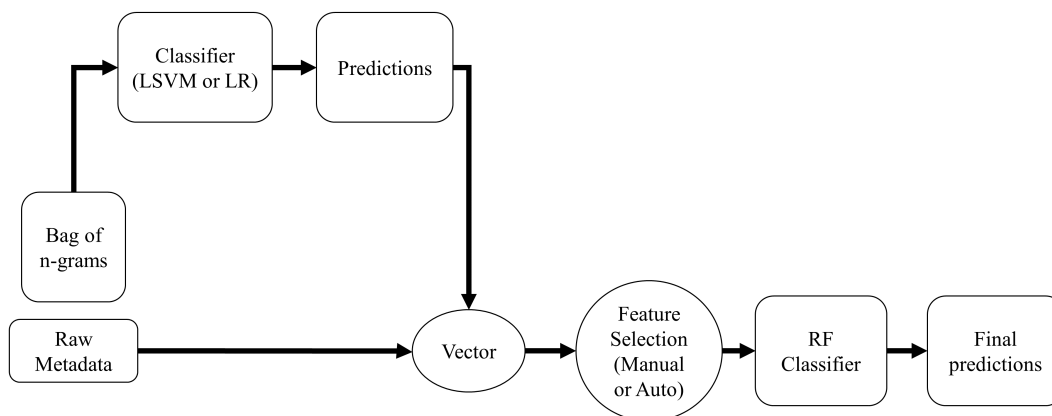 Classifier
(LSVM or LR)
Predictions
Bag of
n-grams
Raw
Metadata
Vector
Feature
Selection
(Manual
or Auto)
RF
Classifier
Final
predictions